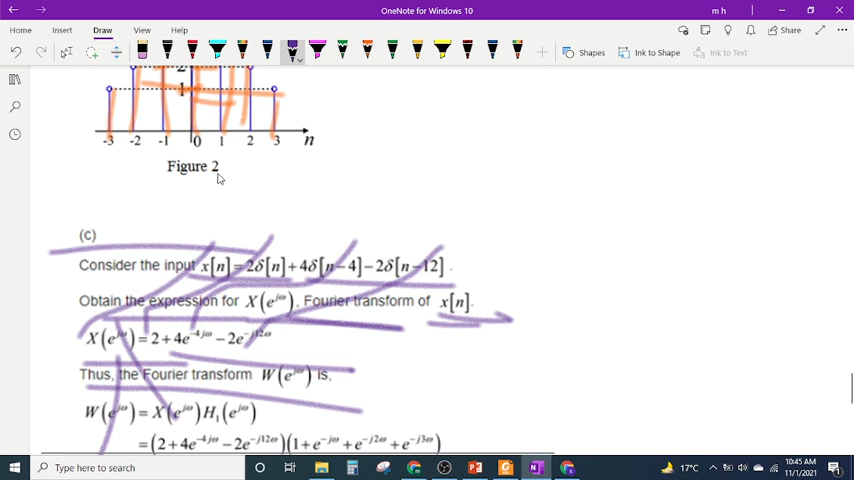 OneNote for Windows 10
m h
Home Insert Draw View Help
Share
Shapes Ink to Shape Ink to Text
2
1
-3 -2 -1 0 1 2 3 n
Figure 2
(c)
Consider the input x[n]=2δ[n]+4δ[n−4]−2δ[n−12] .
Obtain the expression for X(e^{jω}), Fourier transform of x[n].
X(e^{jω})=2+4e^{-4jω}−2e^{-j12ω}
Thus, the Fourier transform W(e^{jω}) is,
W(e^{jω})=X(e^{jω})H₁(e^{jω})
=(2+4e^{-4jω}−2e^{-j12ω})(1+e^{-jω}+e^{-j2ω}+e^{-j3ω})
Type here to search
17°C
10:45 AM
11/1/2021